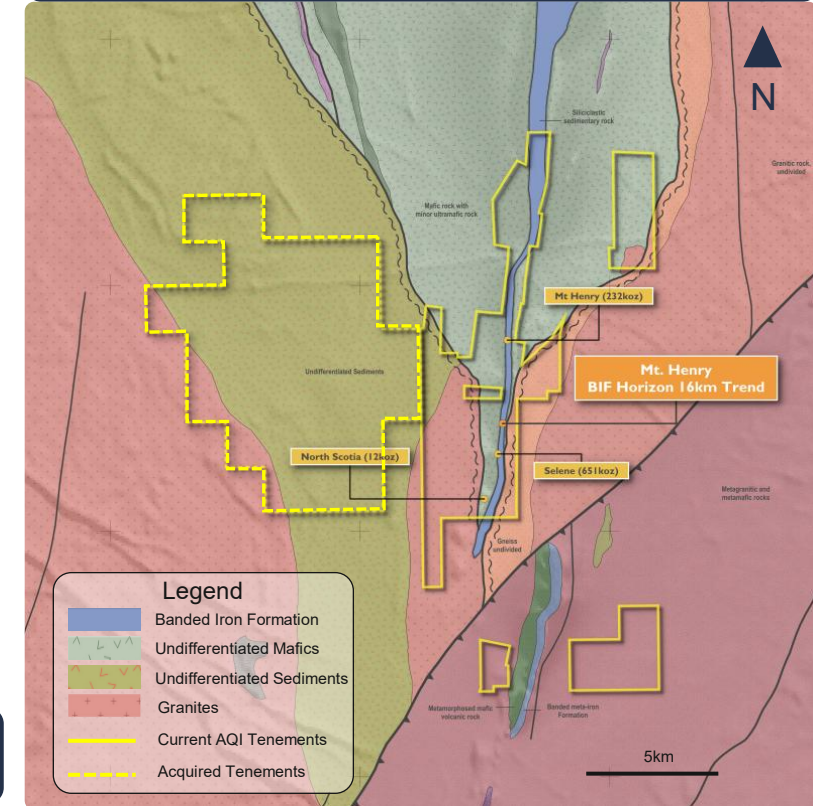 N
Siliciclastic
sedimentary rock
Granitic rock,
undivided
Mafic rock with
minor ultramafic rock
Mt Henry (232koz)
Mt. Henry
BIF Horizon 16km Trend
Undifferentiated Sediments
North Scotia (12koz)
Selene (651koz)
Metagranitic and
metamafic rocks
Gneiss
undivided
Legend
Banded Iron Formation
Undifferentiated Mafics
Undifferentiated Sediments
Granites
Current AQI Tenements
Acquired Tenements
Metamorphosed mafic
volcanic rock
Banded meta-iron
Formation
5km